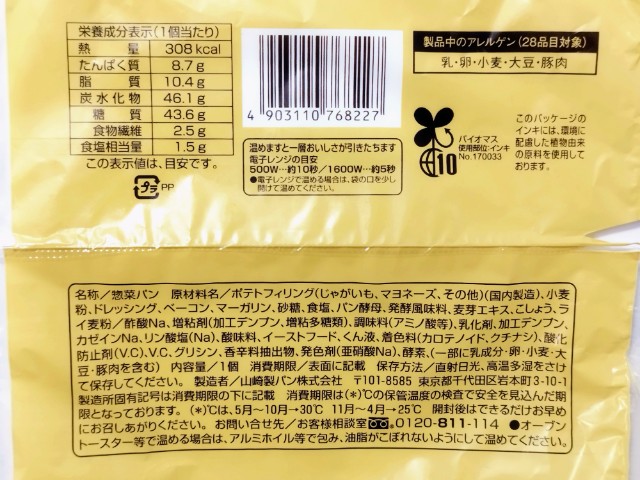 栄養成分表示(1個当たり)
熱量 308kcal
たんぱく質 8.7g
脂質 10.4g
炭水化物 46.1g
糖質 43.6g
食物繊維 2.5g
食塩相当量 1.5g
この表示値は、目安です。
プラ PP
4 903110 768227
温めますと一層おいしさが引きたちます
電子レンジの目安
500W…約10秒/1600W…約5秒
●電子レンジで温める場合は、袋の口を少し
開けて温めてください。
製品中のアレルゲン(28品目対象)
乳・卵・小麦・大豆・豚肉
10
バイオマス
使用部位:インキ
No.170033
このパッケージの
インキには、環境に
配慮した植物由来
の原料を使用して
おります。
名称/惣菜パン 原材料名/ポテトフィリング(じゃがいも、マヨネーズ、その他)(国内製造)、小麦
粉、ドレッシング、ベーコン、マーガリン、砂糖、食塩、パン酵母、発酵風味料、麦芽エキス、こしょう、ラ
イ麦粉/酢酸Na、増粘剤(加工デンプン、増粘多糖類)、調味料(アミノ酸等)、乳化剤、加工デンプン、
カゼインNa、リン酸塩(Na)、酸味料、イーストフード、くん液、着色料(カロテノイド、クチナシ)、酸化
防止剤(V.C)、V.C、グリシン、香辛料抽出物、発色剤(亜硝酸Na)、酵素、(一部に乳成分・卵・小麦・大
豆・豚肉を含む) 内容量/1個 消費期限/表面に記載 保存方法/直射日光、高温多湿をさけ
て保存してください。 製造者/山崎製パン株式会社 〒101-8585 東京都千代田区岩本町3-10-1
製造所固有記号は消費期限の下に記載 消費期限は(*)℃の保管温度の検査で安全を見込んだ期
限となっております。(*)℃は、5月～10月→30℃ 11月～4月→25℃ 開封後はできるだけお早め
にお召しあがりください。 お問い合せ先/お客様相談室 0120-811-114 ●オーブン
トースター等で温める場合は、アルミホイル等で包み、油脂がこぼれないようにして温めてください。